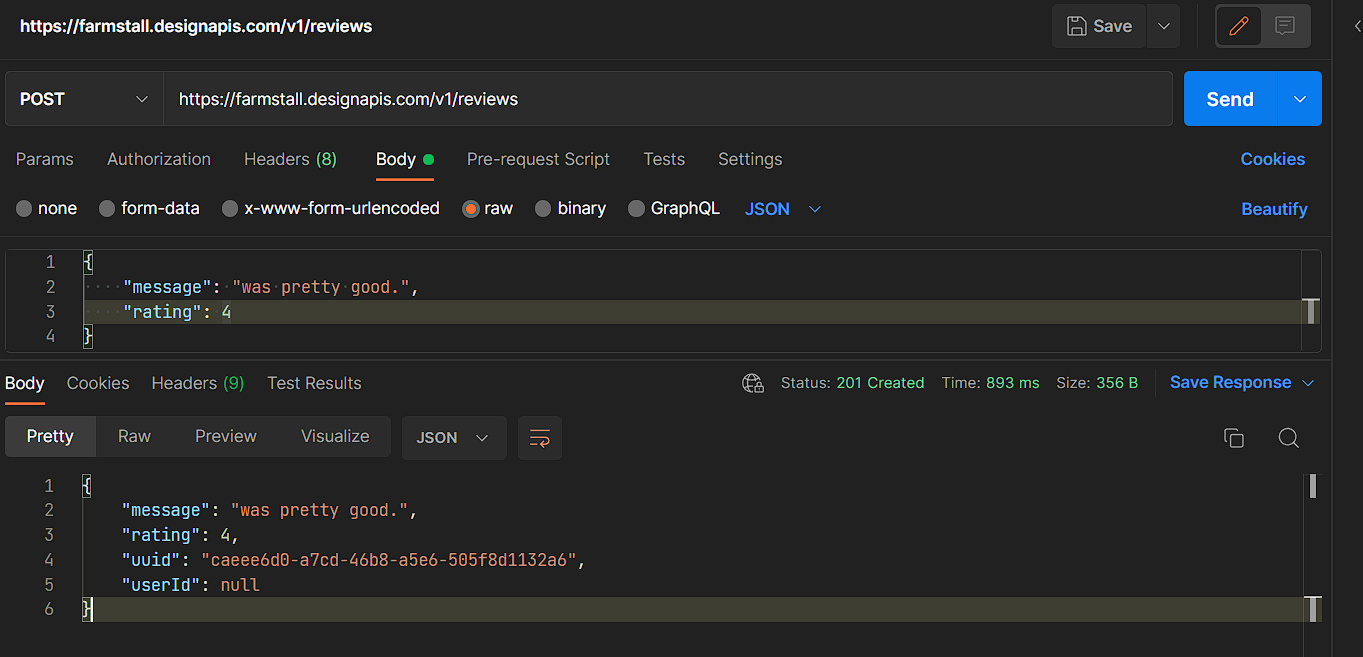 https://farmstall.designapis.com/v1/reviews Save
POST https://farmstall.designapis.com/v1/reviews Send
Params Authorization Headers (8) Body Pre-request Script Tests Settings Cookies
none form-data x-www-form-urlencoded raw binary GraphQL JSON Beautify
1 {
2 "message": "was pretty good.",
3 "rating": 4
4 }
Body Cookies Headers (9) Test Results Status: 201 Created Time: 893 ms Size: 356 B Save Response
Pretty Raw Preview Visualize JSON
1 {
2 "message": "was pretty good.",
3 "rating": 4,
4 "uuid": "caeee6d0-a7cd-46b8-a5e6-505f8d1132a6",
5 "userId": null
6 }